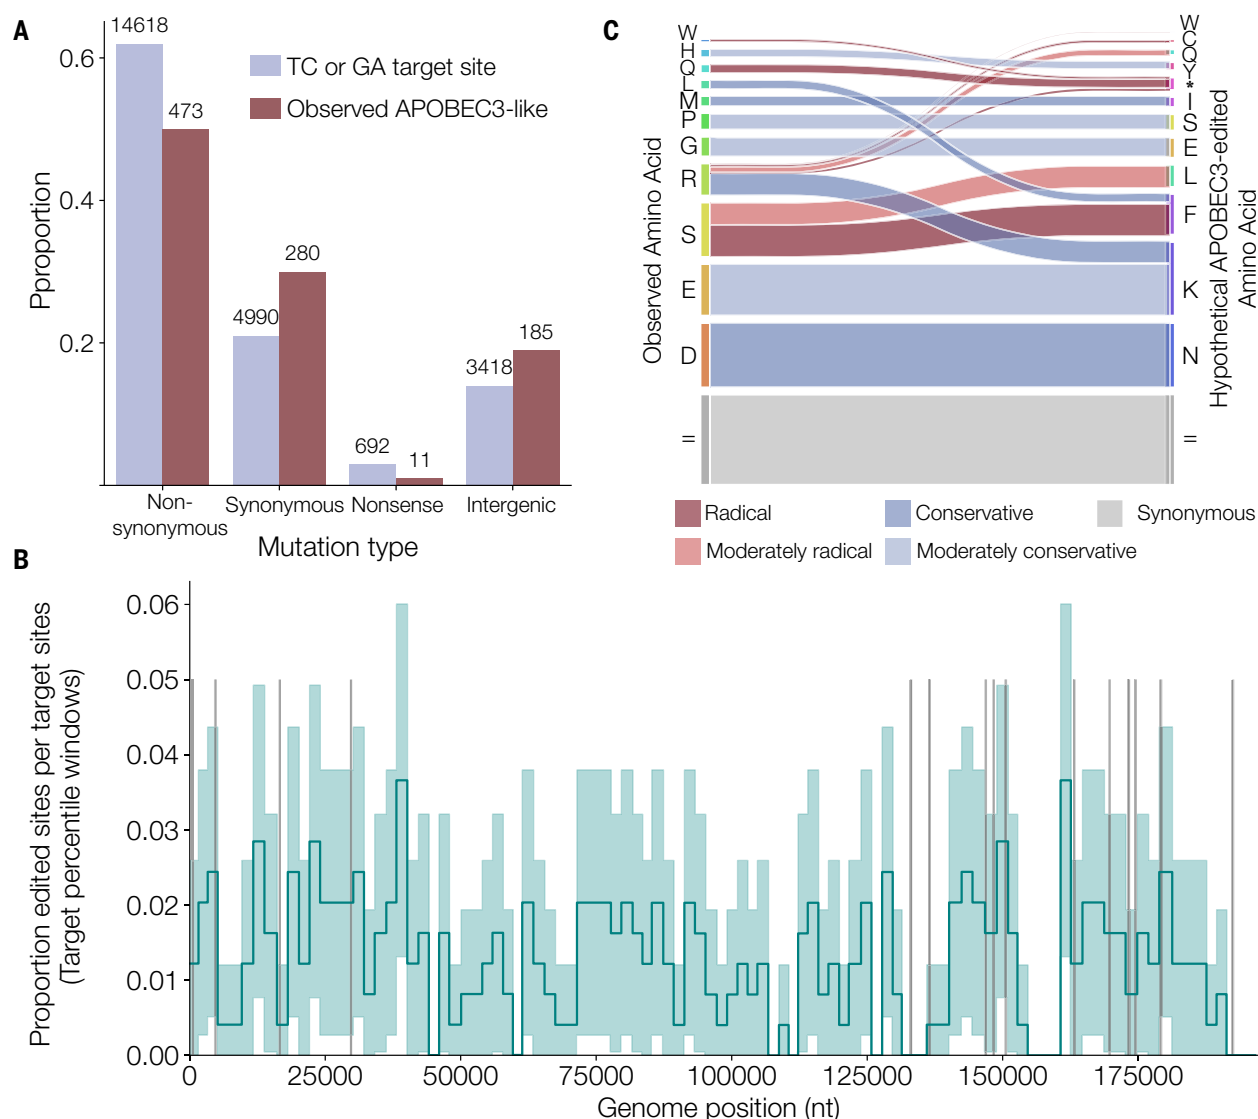 A
14618
TC or GA target site
Observed APOBEC3-like
473
280
4990
3418
185
692
11
0.6
0.4
0.2
Pproportion
Non-
synonymous
Synonymous
Nonsense
Intergenic
Mutation type
C
W
H
Q
L
M
P
G
R
S
E
D
=
Observed Amino Acid
W
C
Q
Y
*
I
S
E
L
F
K
N
=
Hypothetical APOBEC3-edited
Amino Acid
Radical
Conservative
Synonymous
Moderately radical
Moderately conservative
B
Proportion edited sites per target sites
(Target percentile windows)
0.06
0.05
0.04
0.03
0.02
0.01
0.00
0
25000
50000
75000
100000
125000
150000
175000
Genome position (nt)